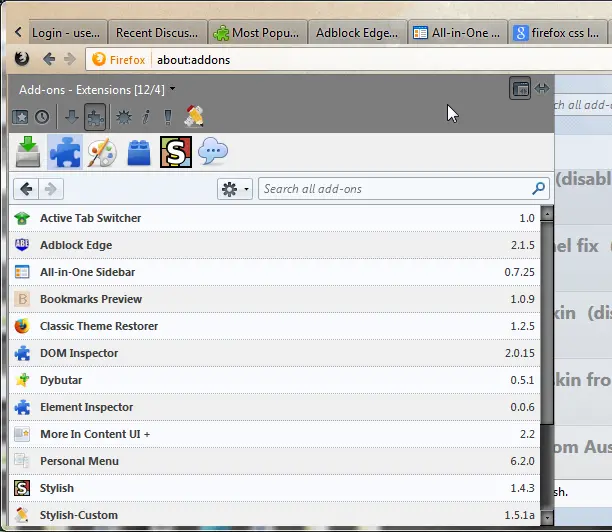 Login - use...
Recent Discus...
Most Popu...
Adblock Edge...
All-in-One ...
firefox css l...
Firefox
about:addons
Add-ons - Extensions [12/4]
Search all add-ons
Active Tab Switcher 1.0
Adblock Edge 2.1.5
All-in-One Sidebar 0.7.25
Bookmarks Preview 1.0.9
Classic Theme Restorer 1.2.5
DOM Inspector 2.0.15
Dybutar 0.5.1
Element Inspector 0.0.6
More In Content UI + 2.2
Personal Menu 6.2.0
Stylish 1.4.3
Stylish-Custom 1.5.1a
ch all add-
(disabl
el fix (
kin (dis
skin fro
om Aus
sh.